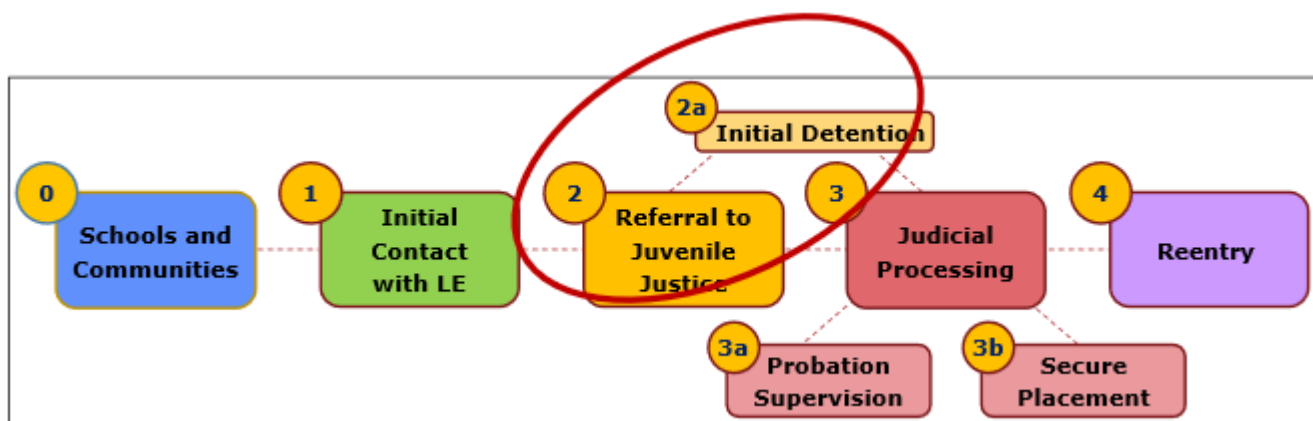 2a
Initial Detention
0
Schools and
Communities
1
Initial
Contact
with LE
2
Referral to
Juvenile
Justice
3
Judicial
Processing
4
Reentry
3a
Probation
Supervision
3b
Secure
Placement